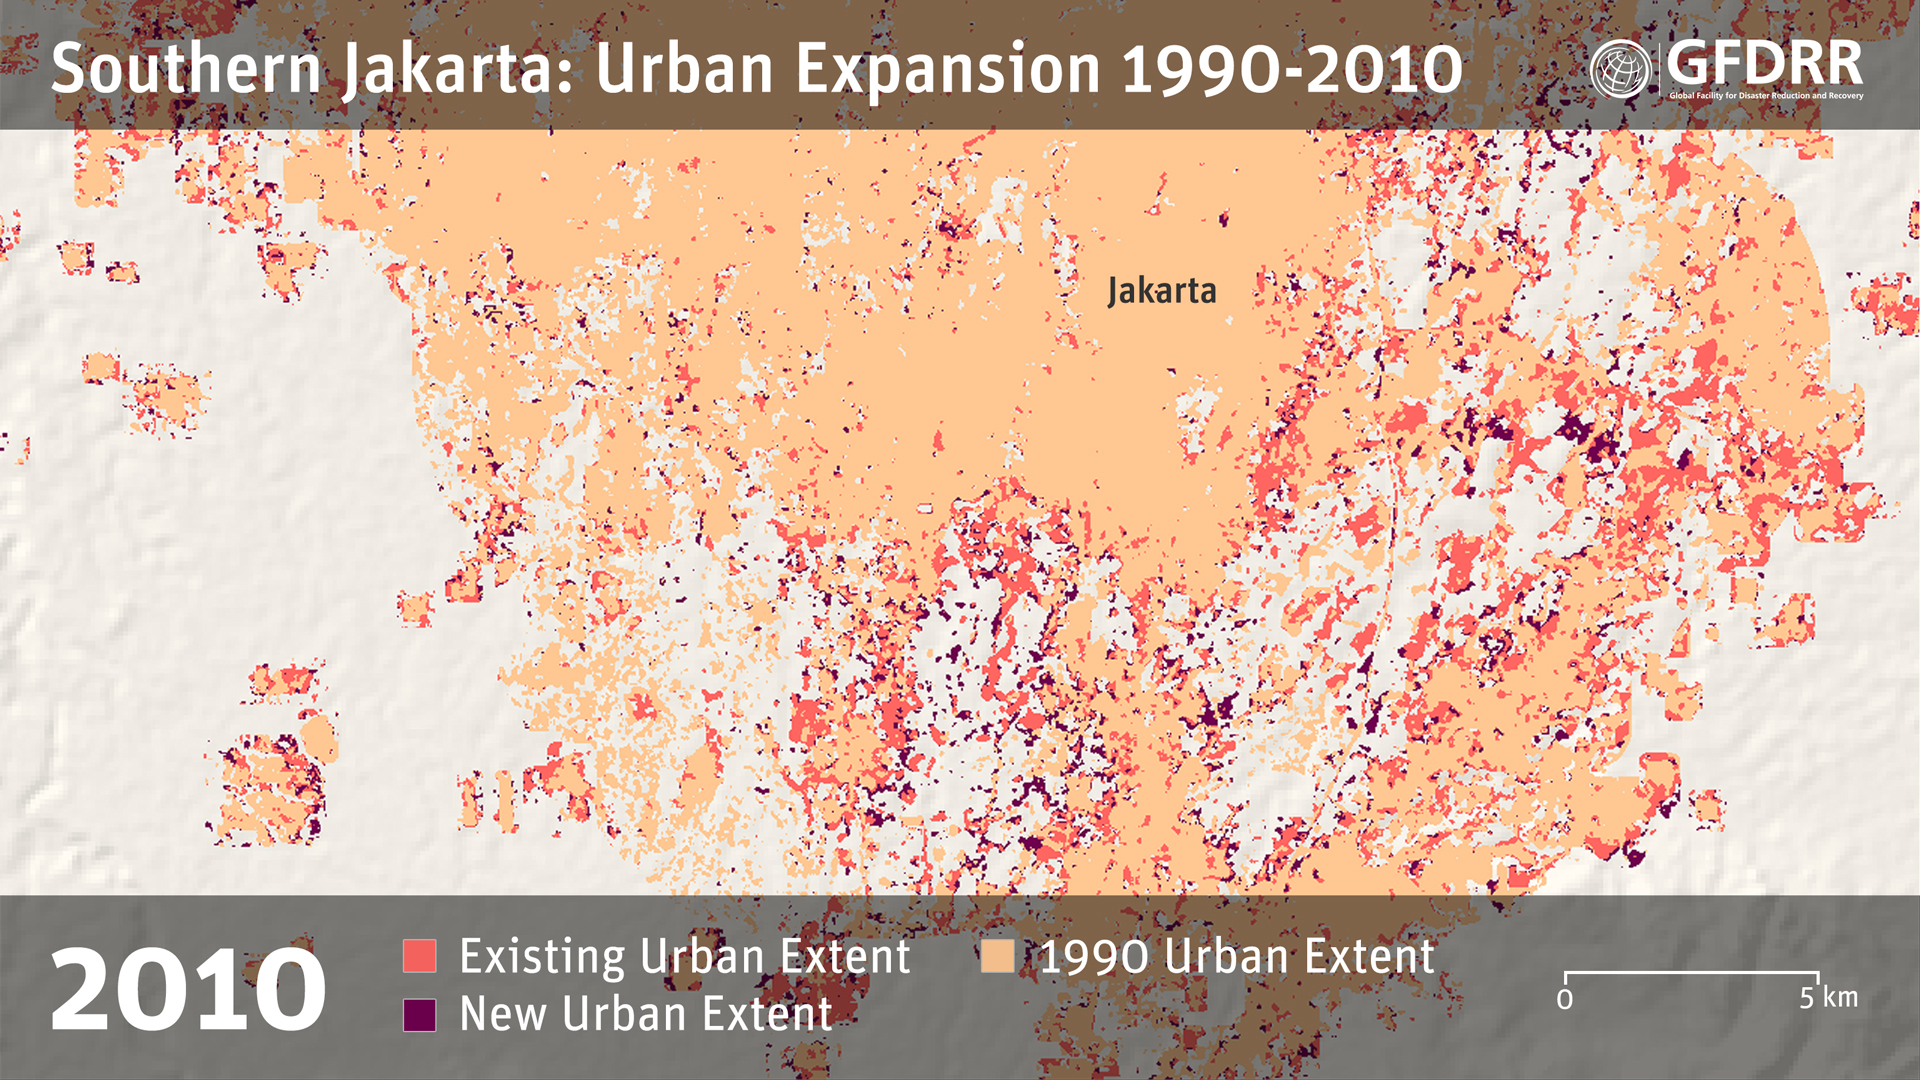 Southern Jakarta: Urban Expansion 1990-2010
GFDRR
Global Facility for Disaster Reduction and Recovery
Jakarta
2010
Existing Urban Extent
1990 Urban Extent
New Urban Extent
0 5 km